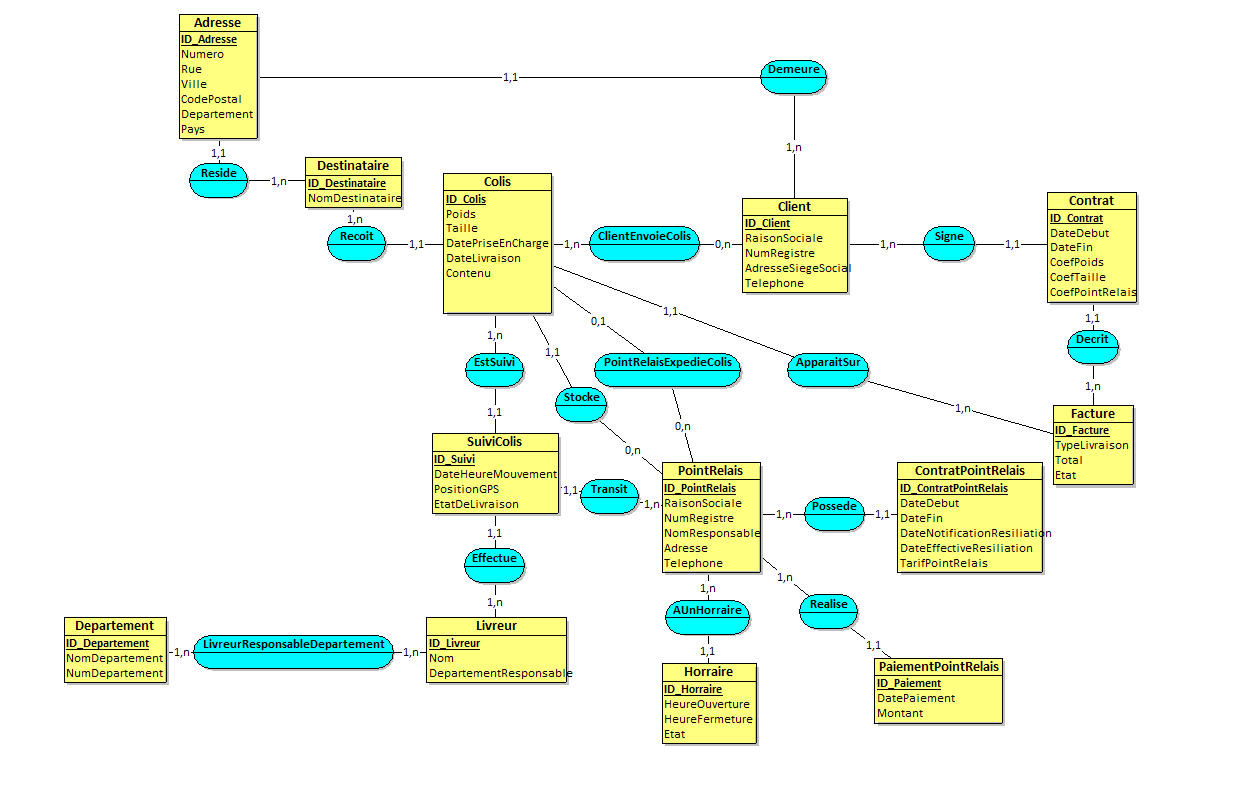 Adresse
ID_Adresse
Numero
Rue
Ville
CodePostal
Departement
Pays
1,1
Demeure
1,n
1,1
Reside
1,n
Destinataire
ID_Destinataire
NomDestinataire
1,n
Recoit
1,1
Colis
ID_Colis
Poids
Taille
DatePriseEnCharge
DateLivraison
Contenu
1,n
ClientEnvoieColis
0,n
Client
ID_Client
RaisonSociale
NumRegistre
AdresseSiegeSocial
Telephone
1,n
Signe
1,1
Contrat
ID_Contrat
DateDebut
DateFin
CoefPoids
CoefTaille
CoefPointRelais
1,1
Decrit
1,n
Facture
ID_Facture
TypeLivraison
Total
Etat
1,1
ApparaitSur
1,n
0,1
PointRelaisExpedieColis
0,n
1,1
Stocke
0,n
1,n
EstSuivi
1,1
SuiviColis
ID_Suivi
DateHeureMouvement
PositionGPS
EtatDeLivraison
1,1
Transit
1,n
PointRelais
ID_PointRelais
RaisonSociale
NumRegistre
NomResponsable
Adresse
Telephone
1,n
Possede
1,1
ContratPointRelais
ID_ContratPointRelais
DateDebut
DateFin
DateNotificationResiliation
DateEffectiveResiliation
TarifPointRelais
1,1
Effectue
1,n
Departement
ID_Departement
NomDepartement
NumDepartement
1,n
LivreurResponsableDepartement
1,n
Livreur
ID_Livreur
Nom
DepartementResponsable
1,n
AUnHorraire
1,1
Horraire
ID_Horraire
HeureOuverture
HeureFermeture
Etat
1,n
Realise
1,1
PaiementPointRelais
ID_Paiement
DatePaiement
Montant